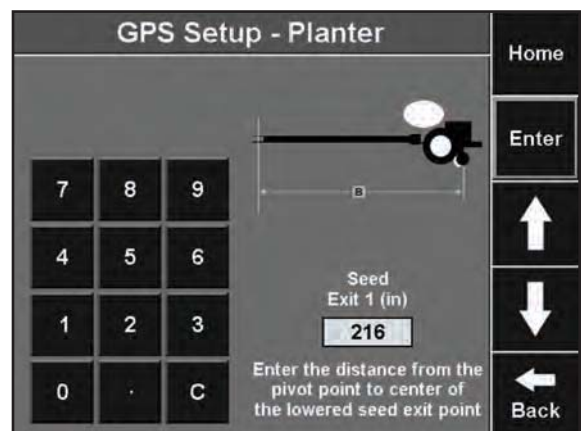 GPS Setup - Planter
Home
Enter
B
7 8 9
4 5 6
1 2 3
0 . C
Seed
Exit 1 (in)
216
Enter the distance from the
pivot point to center of
the lowered seed exit point
Back